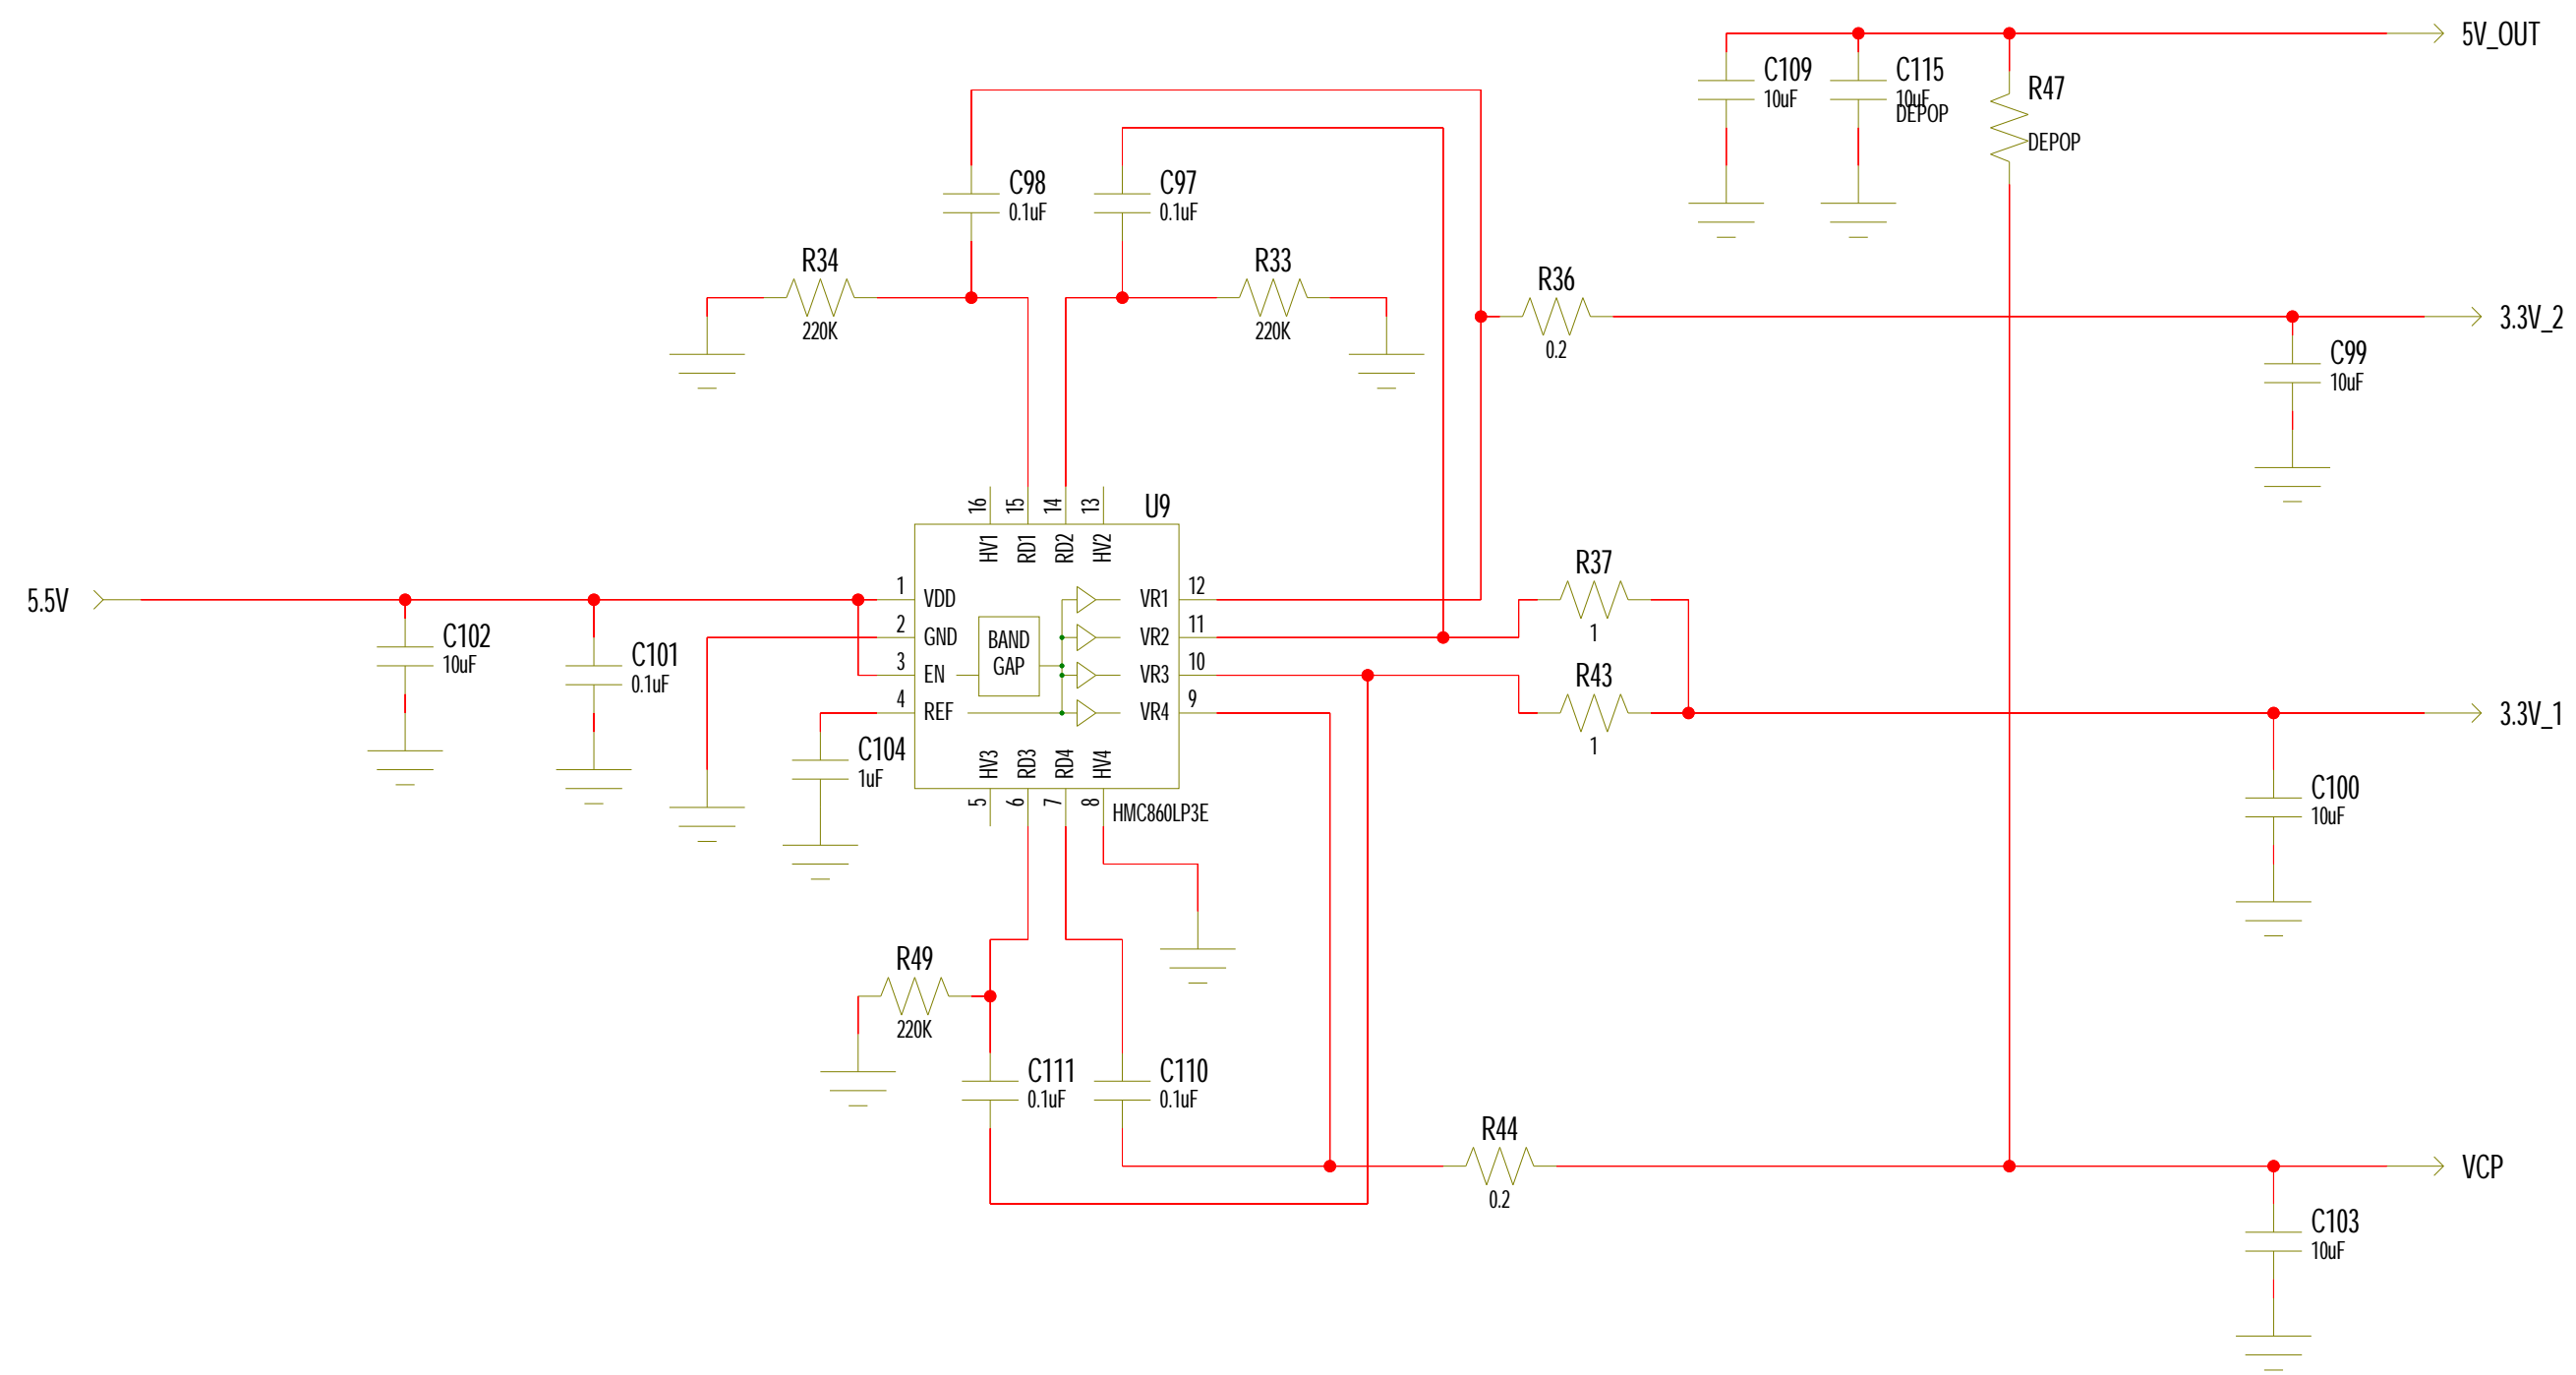 5V_OUT
C109
10uF
C115
10uF
DEPOP
R47
DEPOP
C98
0.1uF
C97
0.1uF
R34
220K
R33
220K
R36
0.2
3.3V_2
C99
10uF
16
15
14
13
U9
HV1
RD1
RD2
HV2
5.5V
1
VDD
VR1
12
2
GND
VR2
11
3
EN
VR3
10
4
REF
VR4
9
BAND
GAP
C102
10uF
C101
0.1uF
C104
1uF
R37
1
R43
1
3.3V_1
C100
10uF
HV3
RD3
RD4
HV4
5
6
7
8
HMC860LP3E
R49
220K
C111
0.1uF
C110
0.1uF
R44
0.2
VCP
C103
10uF